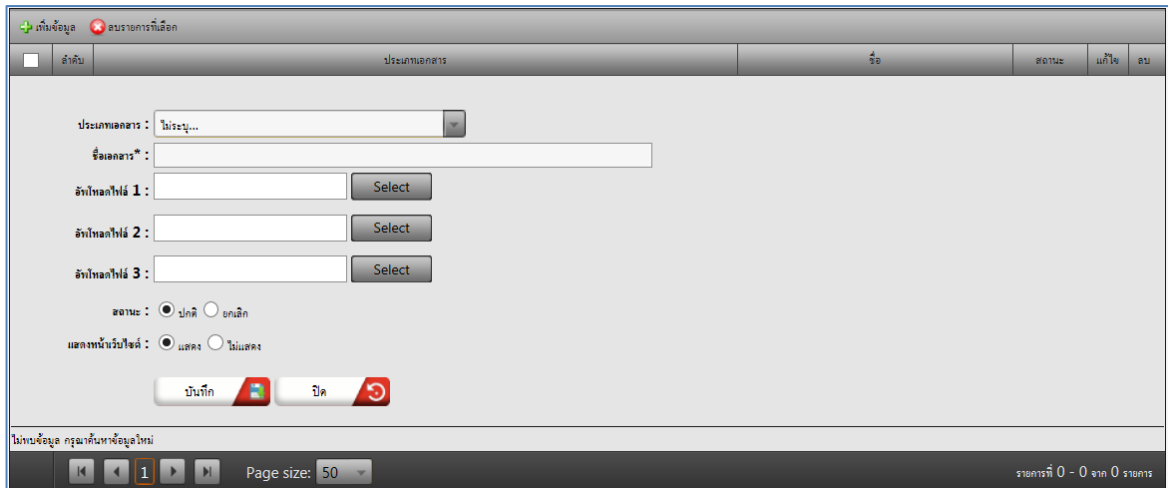 เพิ่มข้อมูล ลบรายการที่เลือก
ลำดับ ประเภทเอกสาร ชื่อ สถานะ แก้ไข ลบ
ประเภทเอกสาร : ไม่ระบุ...
ชื่อเอกสาร* :
อัพโหลดไฟล์ 1 : Select
อัพโหลดไฟล์ 2 : Select
อัพโหลดไฟล์ 3 : Select
สถานะ : ปกติ ยกเลิก
แสดงหน้าเว็บไซต์ : แสดง ไม่แสดง
บันทึก ปิด
ไม่พบข้อมูล กรุณาค้นหาข้อมูลใหม่
1 Page size: 50 รายการที่ 0 - 0 จาก 0 รายการ